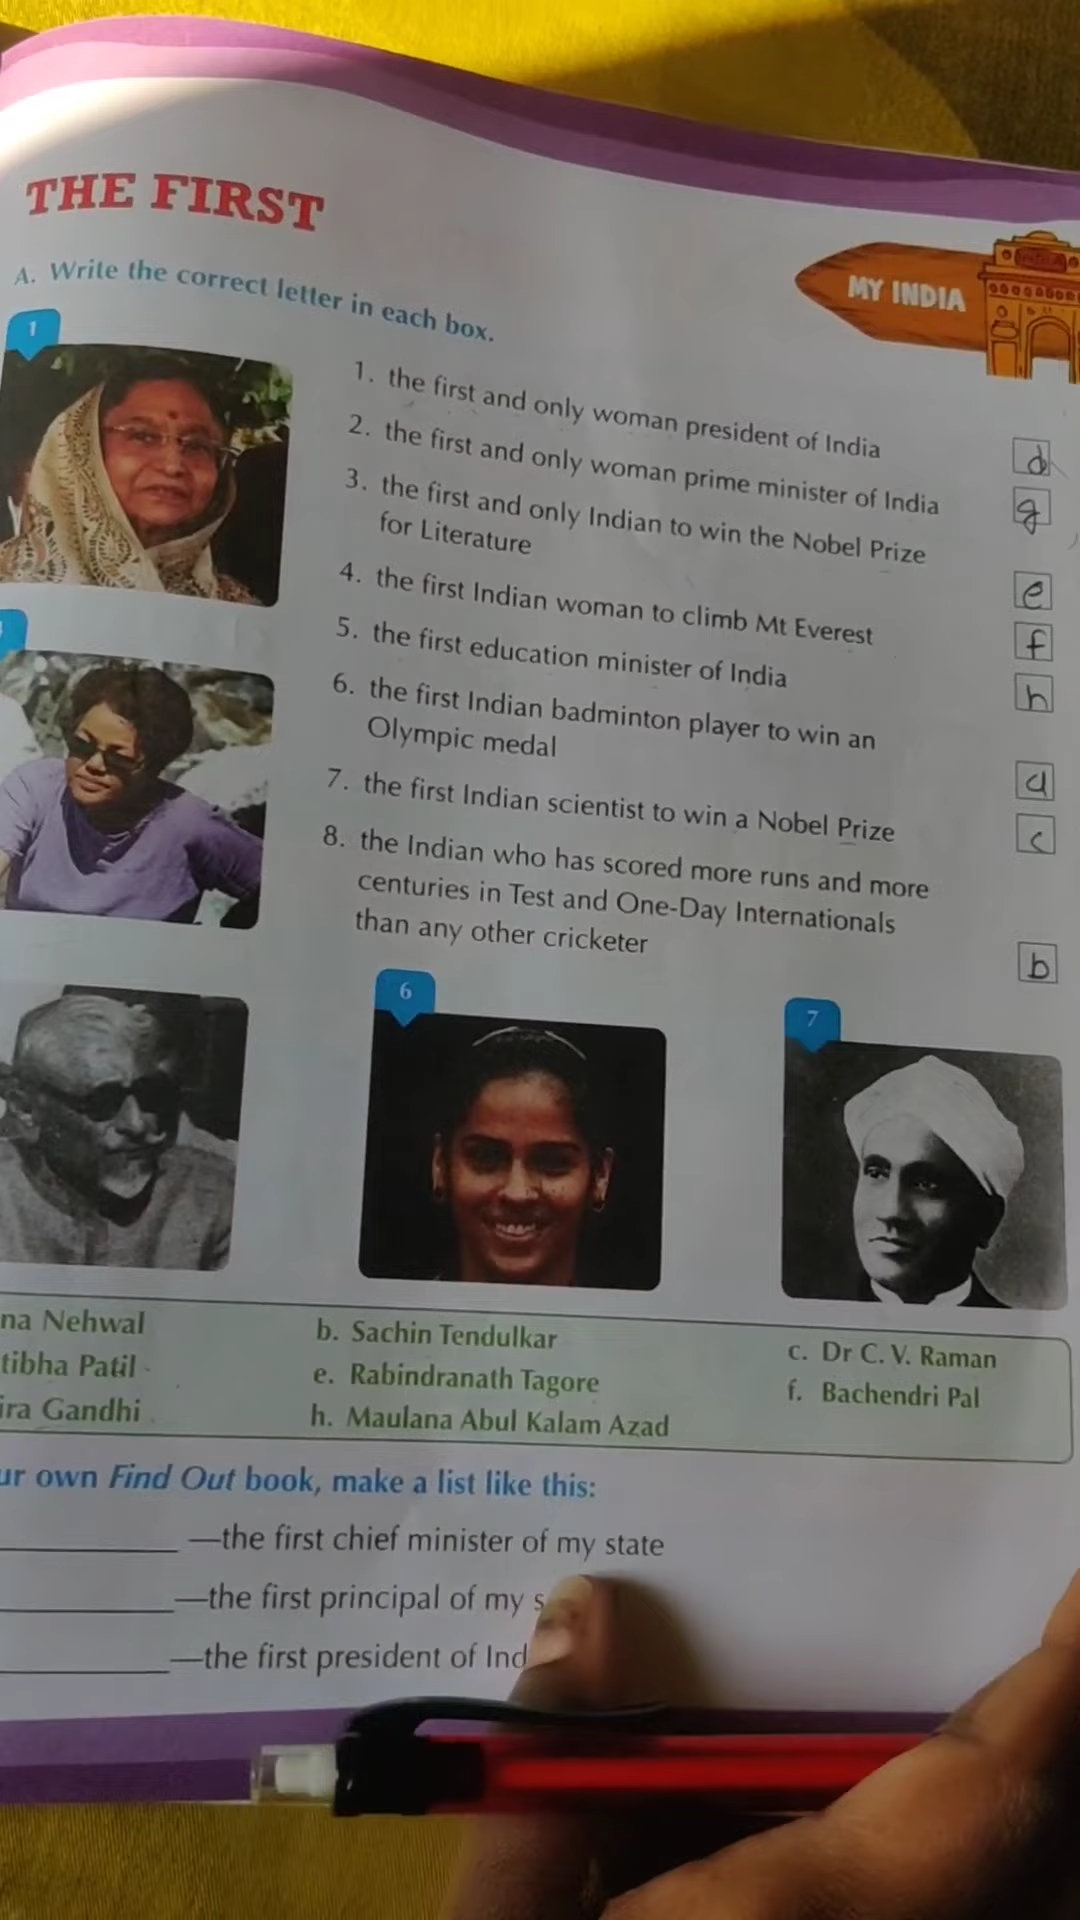 THE FIRST
MY INDIA
A. Write the correct letter in each box.
1
1. the first and only woman president of India d
2. the first and only woman prime minister of India g
3. the first and only Indian to win the Nobel Prize
for Literature e
4. the first Indian woman to climb Mt Everest f
5. the first education minister of India h
6. the first Indian badminton player to win an
Olympic medal a
7. the first Indian scientist to win a Nobel Prize c
8. the Indian who has scored more runs and more
centuries in Test and One-Day Internationals
than any other cricketer b
6
7
na Nehwal b. Sachin Tendulkar c. Dr C. V. Raman
tibha Patil e. Rabindranath Tagore f. Bachendri Pal
ira Gandhi h. Maulana Abul Kalam Azad
ur own Find Out book, make a list like this:
—the first chief minister of my state
—the first principal of my s
—the first president of Ind